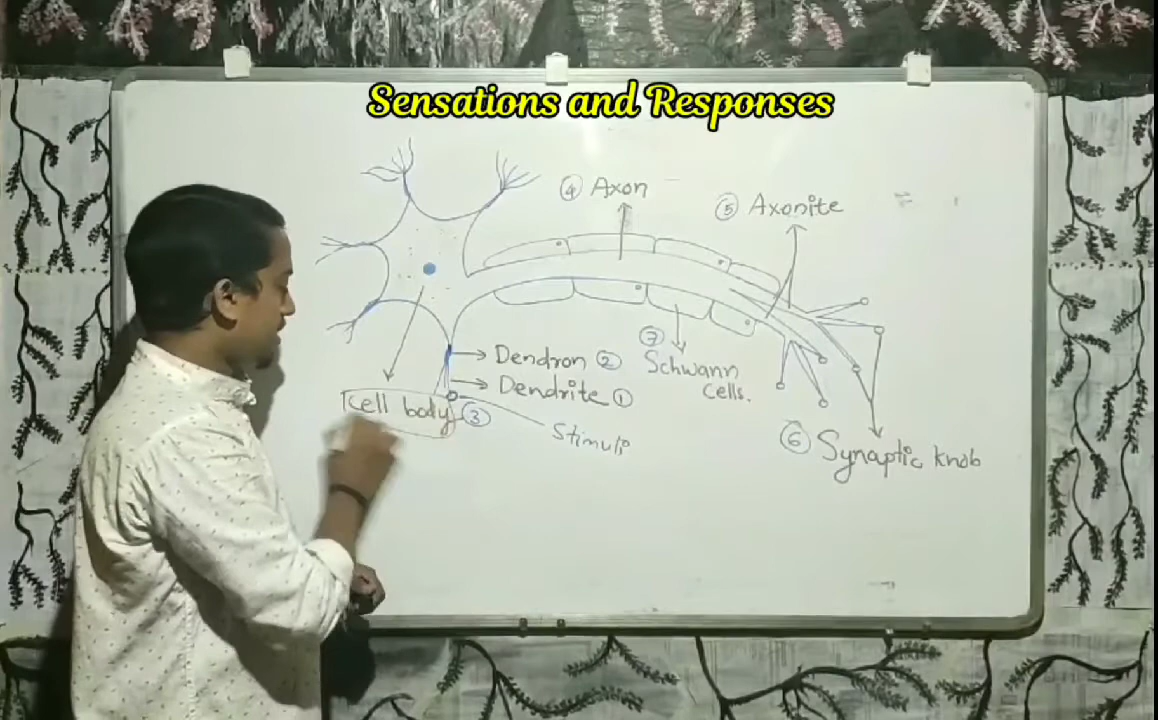 Sensations and Responses
④ Axon
⑤ Axonite
⑦
Schwann
cells.
Dendron ②
Dendrite ①
Cell body ③
Stimuli
⑥ Synaptic knob